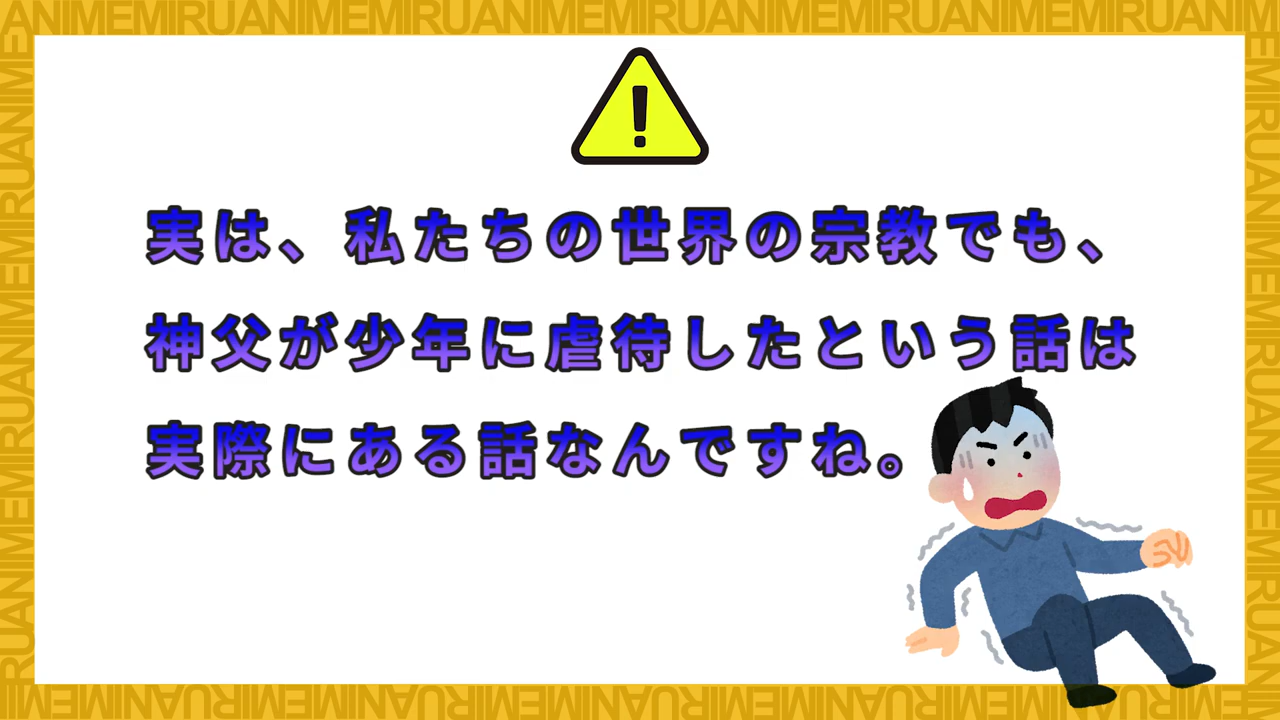 ANIMEMIRUANIMEMIRUANIMEMIRUANIMEMIRUANIMEMIRUANIM
実は、私たちの世界の宗教でも、
神父が少年に虐待したという話は
実際にある話なんですね。